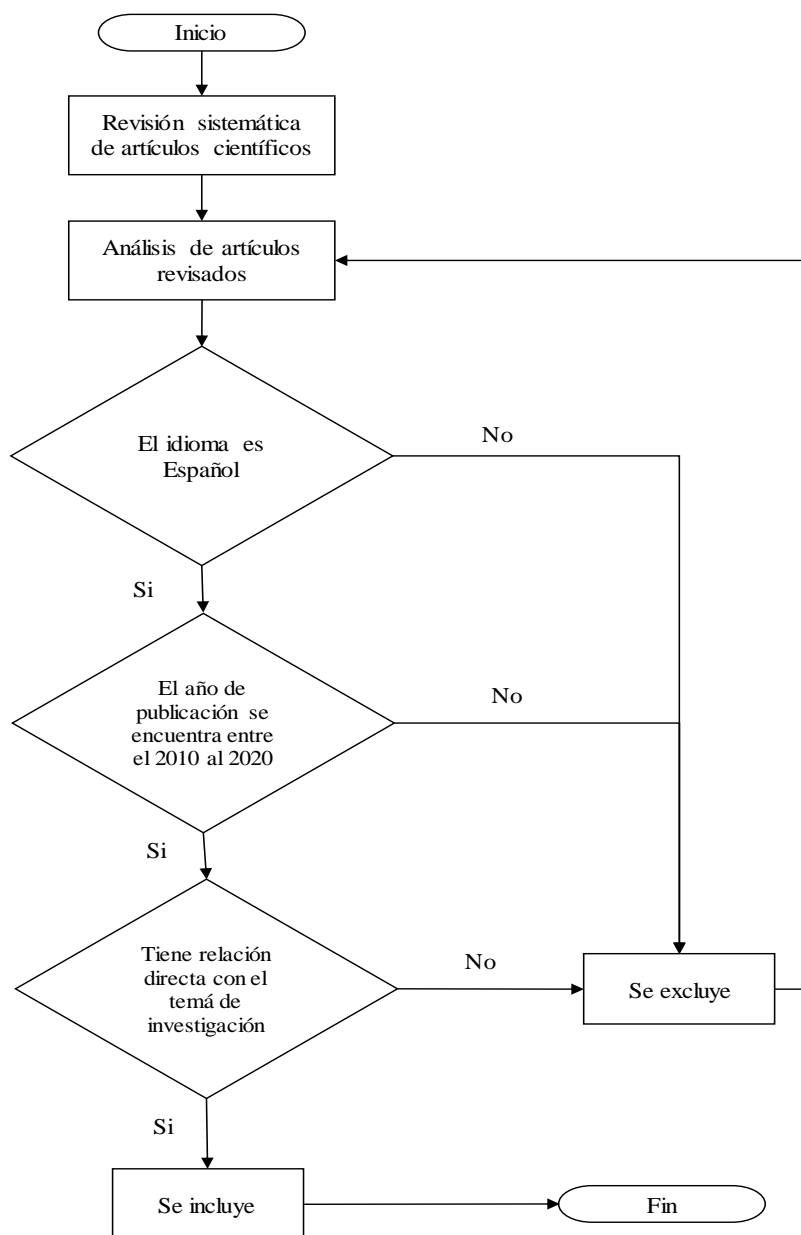 Inicio
Revisión sistemática
de artículos científicos
Análisis de artículos
revisados
El idioma es
Español
No
Si
El año de
publicación se
encuentra entre
el 2010 al 2020
No
Si
Tiene relación
directa con el
temá de
investigación
No
Se excluye
Si
Se incluye
Fin